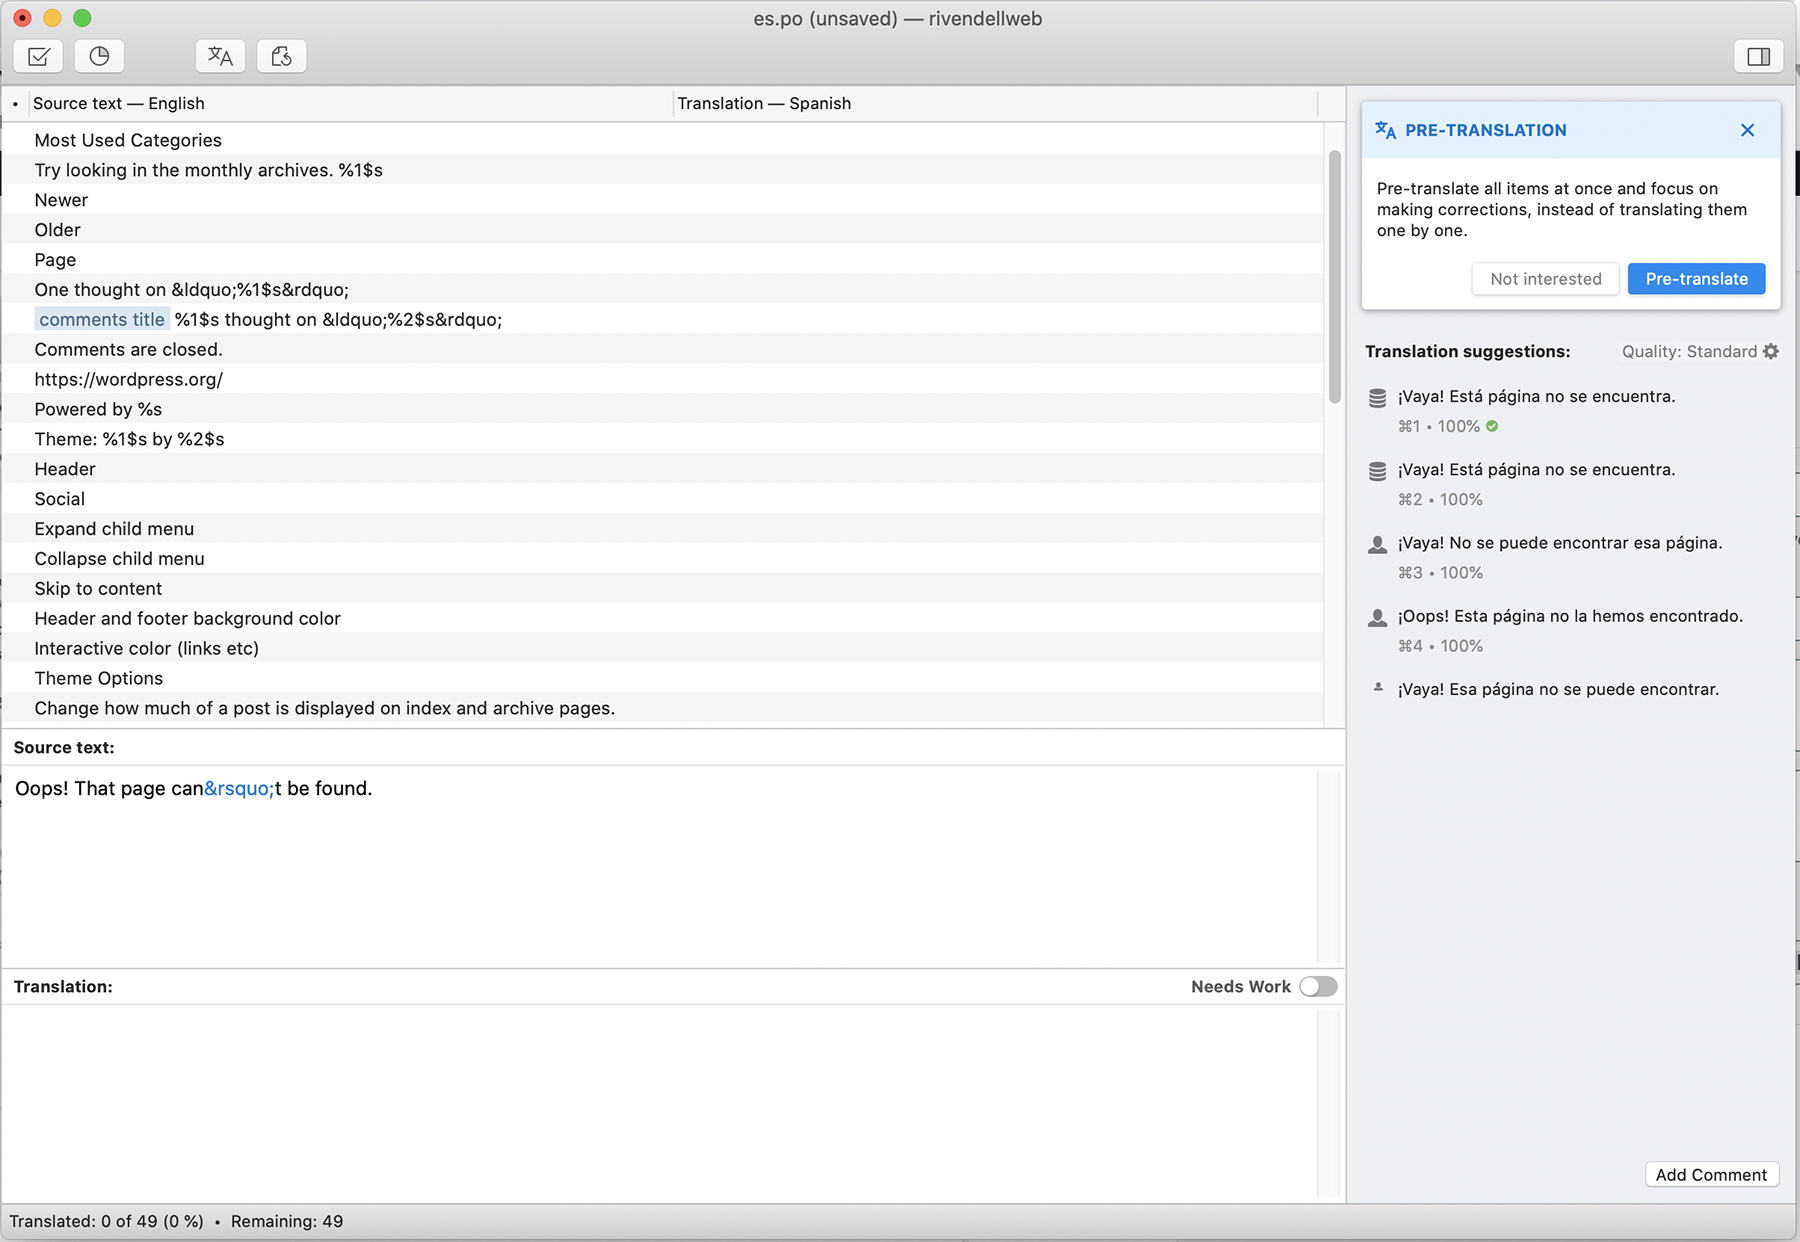 es.po (unsaved) — rivendellweb
• Source text — English
Translation — Spanish
Most Used Categories
Try looking in the monthly archives. %1$s
Newer
Older
Page
One thought on &ldquo;%1$s&rdquo;
comments title %1$s thought on &ldquo;%2$s&rdquo;
Comments are closed.
https://wordpress.org/
Powered by %s
Theme: %1$s by %2$s
Header
Social
Expand child menu
Collapse child menu
Skip to content
Header and footer background color
Interactive color (links etc)
Theme Options
Change how much of a post is displayed on index and archive pages.
Source text:
Oops! That page can&rsquo;t be found.
Translation:
Needs Work
Translated: 0 of 49 (0 %) • Remaining: 49
PRE-TRANSLATION
Pre-translate all items at once and focus on
making corrections, instead of translating them
one by one.
Not interested
Pre-translate
Translation suggestions:
Quality: Standard
¡Vaya! Está página no se encuentra.
⌘1 • 100%
¡Vaya! Está página no se encuentra.
⌘2 • 100%
¡Vaya! No se puede encontrar esa página.
⌘3 • 100%
¡Oops! Esta página no la hemos encontrado.
⌘4 • 100%
¡Vaya! Esa página no se puede encontrar.
Add Comment